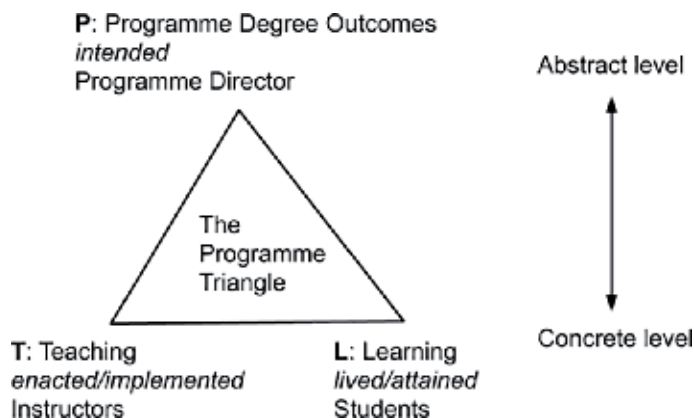 P: Programme Degree Outcomes
intended
Programme Director
Abstract level
The
Programme
Triangle
Concrete level
T: Teaching
enacted/implemented
Instructors
L: Learning
lived/attained
Students